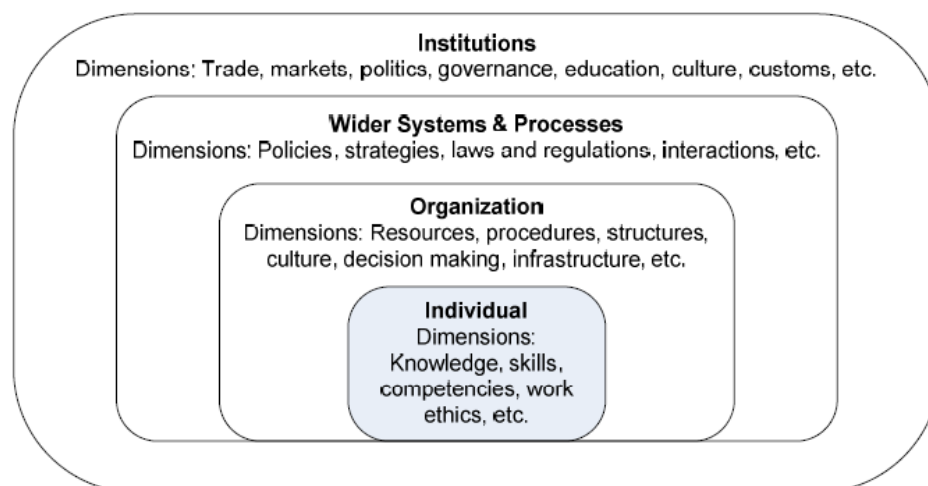 Institutions
Dimensions: Trade, markets, politics, governance, education, culture, customs, etc.
Wider Systems & Processes
Dimensions: Policies, strategies, laws and regulations, interactions, etc.
Organization
Dimensions: Resources, procedures, structures,
culture, decision making, infrastructure, etc.
Individual
Dimensions:
Knowledge, skills,
competencies, work
ethics, etc.